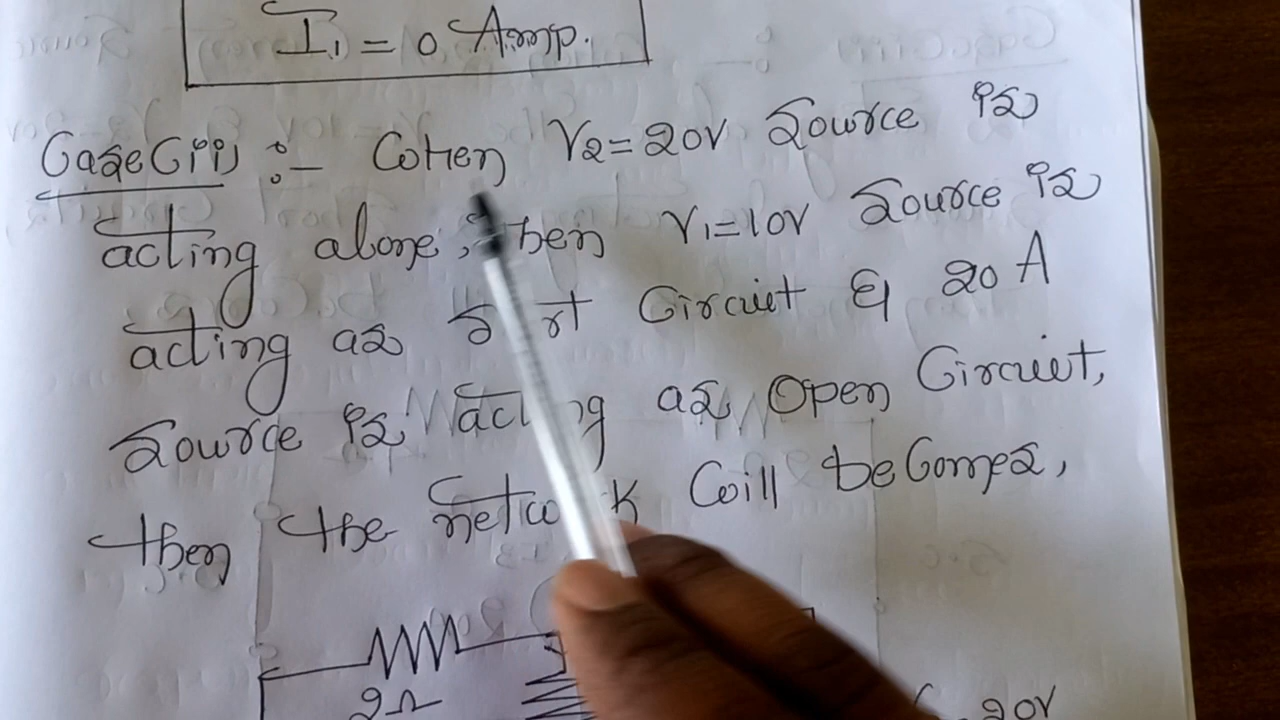 I₁ = 0 Amp.
Case(ii) :- When V₂=20V Source is
acting alone, then V₁=10V Source is
acting as short Circuit & 20 A
Source is acting as Open Circuit,
then the network will becomes,
2Ω
20V